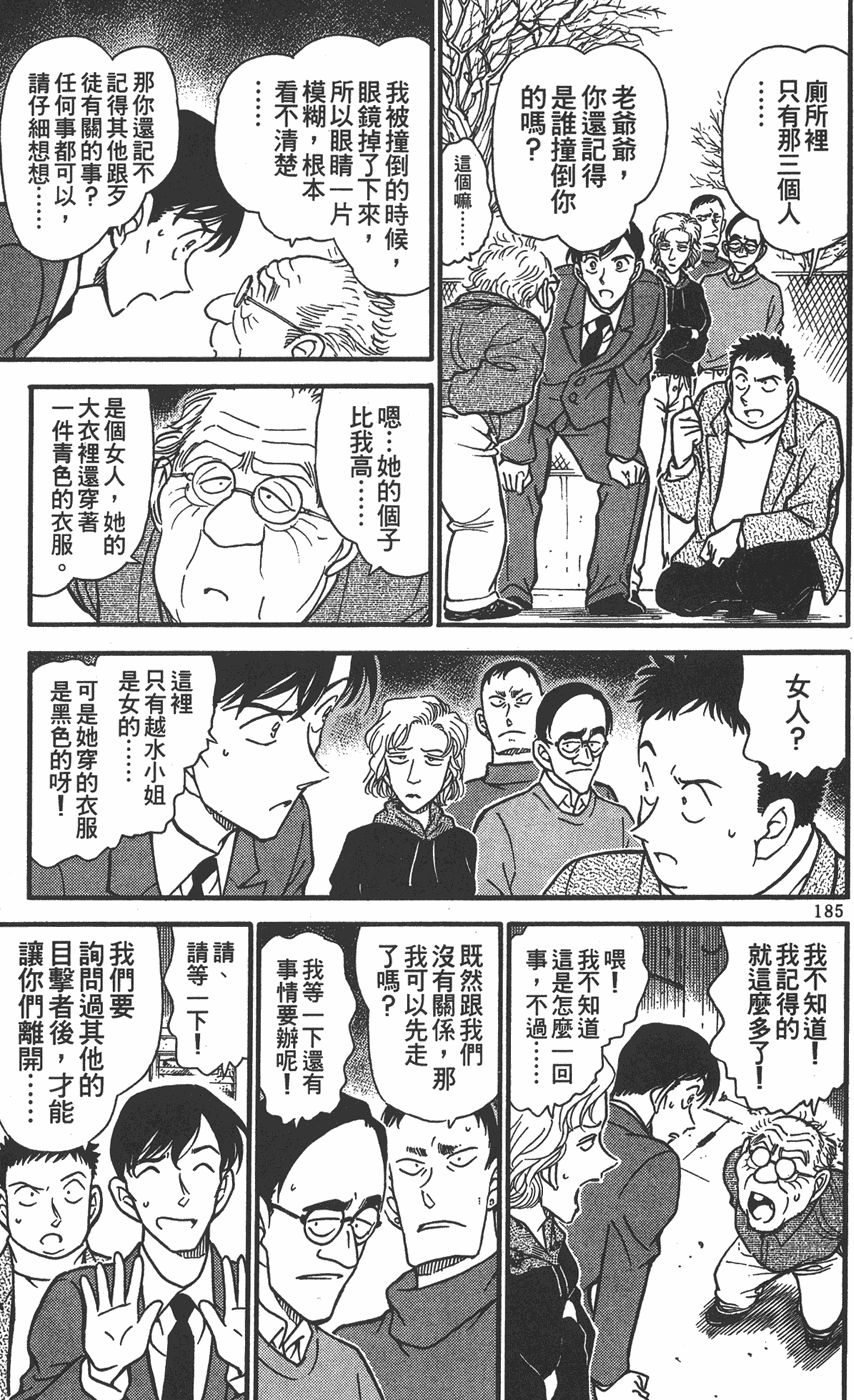 廁所裡
只有那三個人
……
老爺爺，
你還記得
是誰撞倒你
的嗎？
這個嘛……
我被撞倒的時候，
眼鏡掉了下來，
所以眼睛一片
模糊，根本
看不清楚
……
那你還記不
記得其他跟歹
徒有關的事？
任何事都可以，
請仔細想想……
嗯…她的個子
比我高……
是個女人，她的
大衣裡還穿著
一件青色的衣服。
女人？
這裡
只有越水小姐
是女的……
可是她穿的衣服
是黑色的呀！
185
我不知道！
我記得的
就這麼多了！
喂！
我不知道
這是怎麼一回
事，不過……
既然跟我們
沒有關係，那
我可以先走
了嗎？
我等一下還有
事情要辦呢！
請、
請等一下！
我們要
詢問過其他的
目擊者後，才能
讓你們離開……